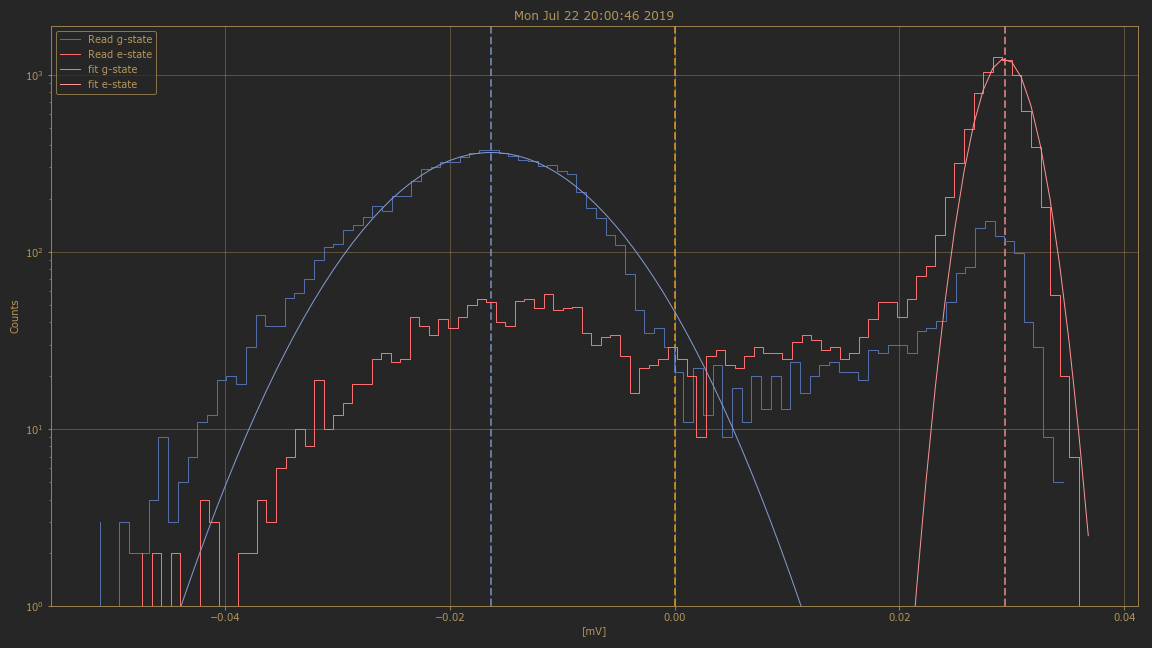 Mon Jul 22 20:00:46 2019
Read g-state
Read e-state
fit g-state
fit e-state
10³
10²
10¹
10⁰
Counts
−0.04
−0.02
0.00
0.02
0.04
[mV]